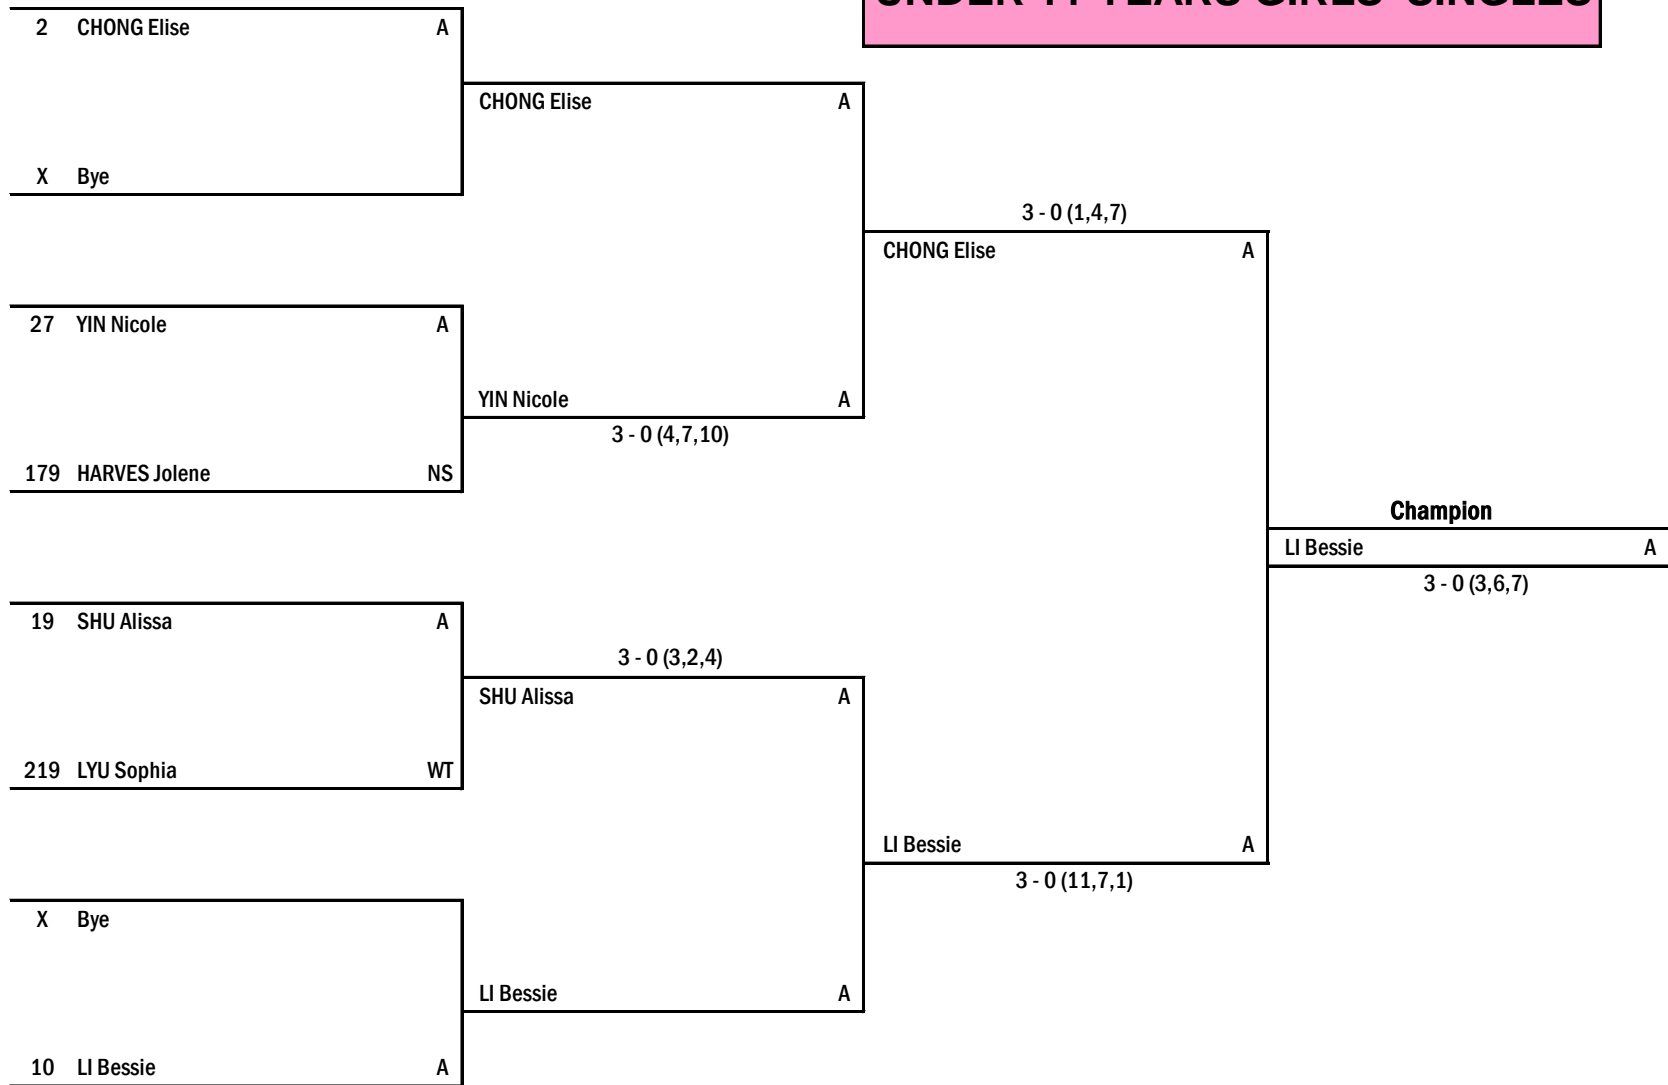 UNDER 11 YEARS GIRLS' SINGLES
2 CHONG Elise A
CHONG Elise A
X Bye
3 - 0 (1,4,7)
CHONG Elise A
27 YIN Nicole A
YIN Nicole A
3 - 0 (4,7,10)
179 HARVES Jolene NS
Champion
LI Bessie A
3 - 0 (3,6,7)
19 SHU Alissa A
3 - 0 (3,2,4)
SHU Alissa A
219 LYU Sophia WT
LI Bessie A
3 - 0 (11,7,1)
X Bye
LI Bessie A
10 LI Bessie A